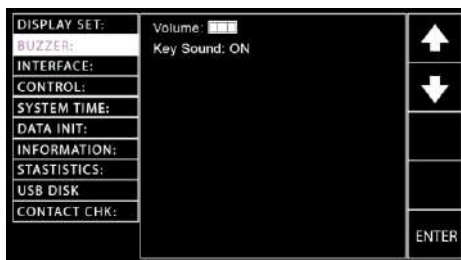 DISPLAY SET:
BUZZER:
INTERFACE:
CONTROL:
SYSTEM TIME:
DATA INIT:
INFORMATION:
STASTISTICS:
USB DISK
CONTACT CHK:
Volume:
Key Sound: ON
ENTER